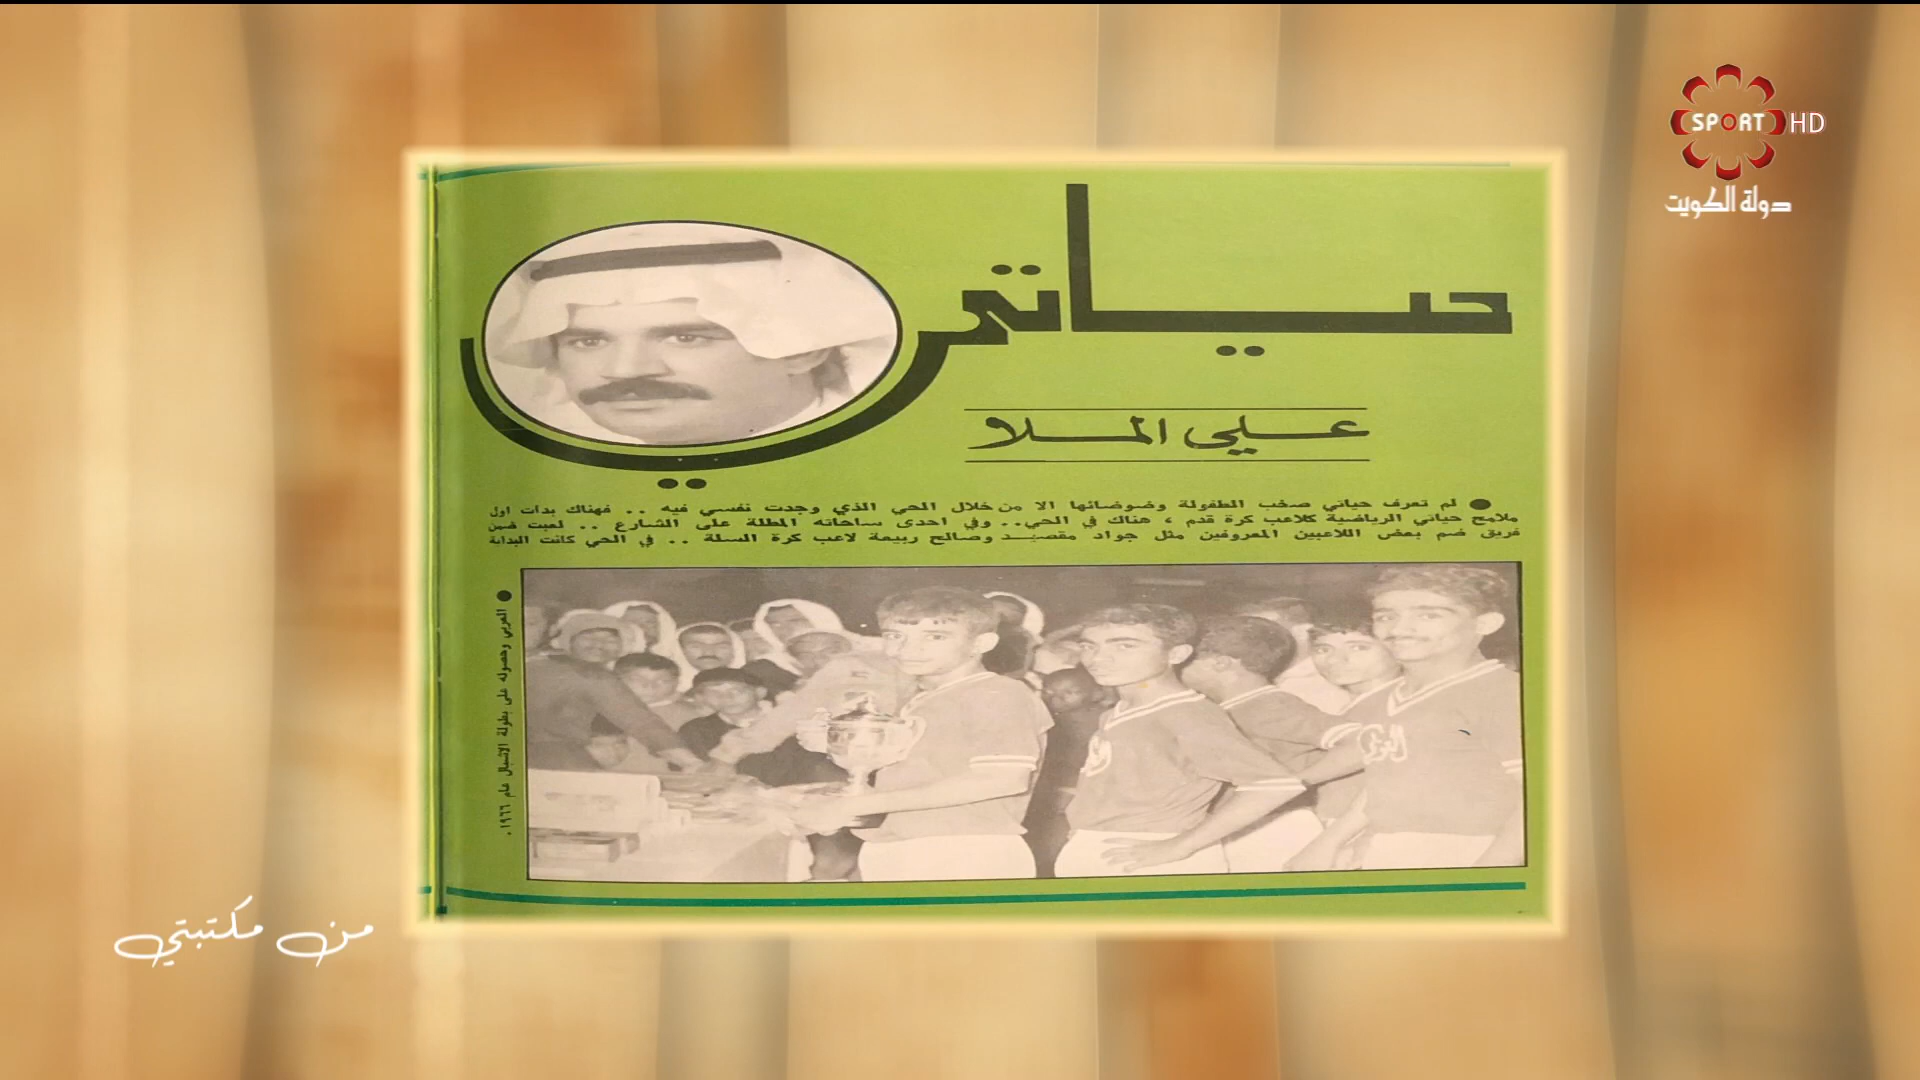 SPORT HD
دولة الكويت
حياتي
علي الملا
● لم تعرف حياتي صخب الطفولة وضوضائها الا من خلال الحي الذي وجدت نفسي فيه .. فهناك بدأت اول
ملامح حياتي الرياضية كلاعب كرة قدم ، هناك في الحي.. وفي احدى ساحاته المطلة على الشارع .. لعبت ضمن
فريق ضم بعض اللاعبين المعروفين مثل جواد مقصيد وصالح ربيعة لاعب كرة السلة .. في الحي كانت البداية
● العربي وحصوله على بطولة الاشبال عام ١٩٦٦.
العربي
من مكتبتي